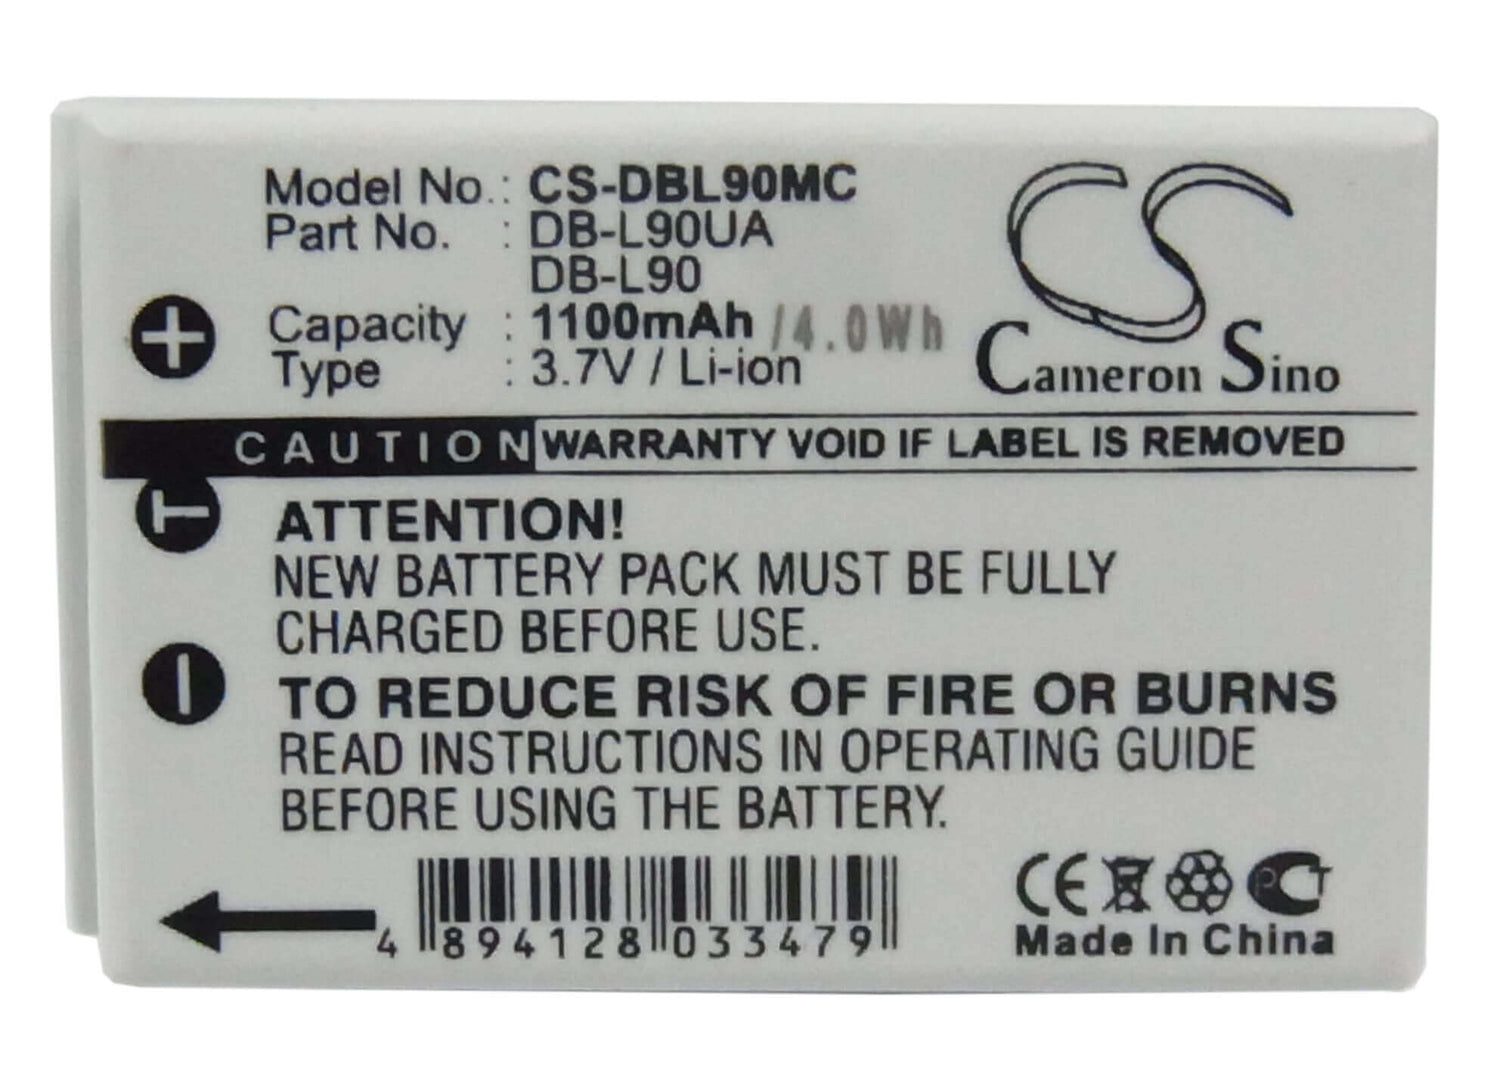 Model No.: CS-DBL90MC
Part No. : DB-L90UA
DB-L90
Capacity : 1100mAh /4.0Wh
Type : 3.7V / Li-ion
CS
Cameron Sino
CAUTION WARRANTY VOID IF LABEL IS REMOVED
T
ATTENTION!
NEW BATTERY PACK MUST BE FULLY
CHARGED BEFORE USE.
TO REDUCE RISK OF FIRE OR BURNS
READ INSTRUCTIONS IN OPERATING GUIDE
BEFORE USING THE BATTERY.
4 894128 033479
CE PCT
Made In China